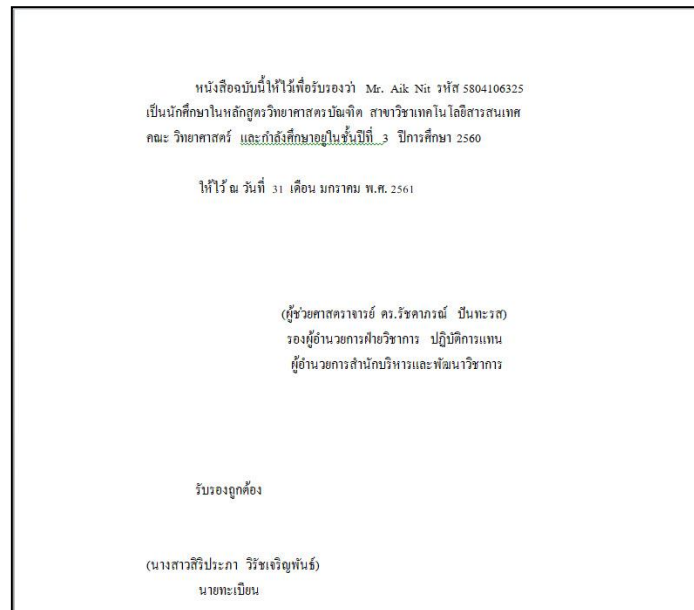 หนังสือฉบับนี้ให้ไว้เพื่อรับรองว่า Mr. Aik Nit รหัส 5804106325
เป็นนักศึกษาในหลักสูตรวิทยาศาสตรบัณฑิต สาขาวิชาเทคโนโลยีสารสนเทศ
คณะ วิทยาศาสตร์ และกำลังศึกษาอยู่ในชั้นปีที่ 3 ปีการศึกษา 2560
ให้ไว้ ณ วันที่ 31 เดือน มกราคม พ.ศ. 2561
(ผู้ช่วยศาสตราจารย์ ดร.รัชดาภรณ์ ปันทะรส)
รองผู้อำนวยการฝ่ายวิชาการ ปฏิบัติการแทน
ผู้อำนวยการสำนักบริหารและพัฒนาวิชาการ
รับรองถูกต้อง
(นางสาวสิริประภา วิรัชเจริญพันธ์)
นายทะเบียน